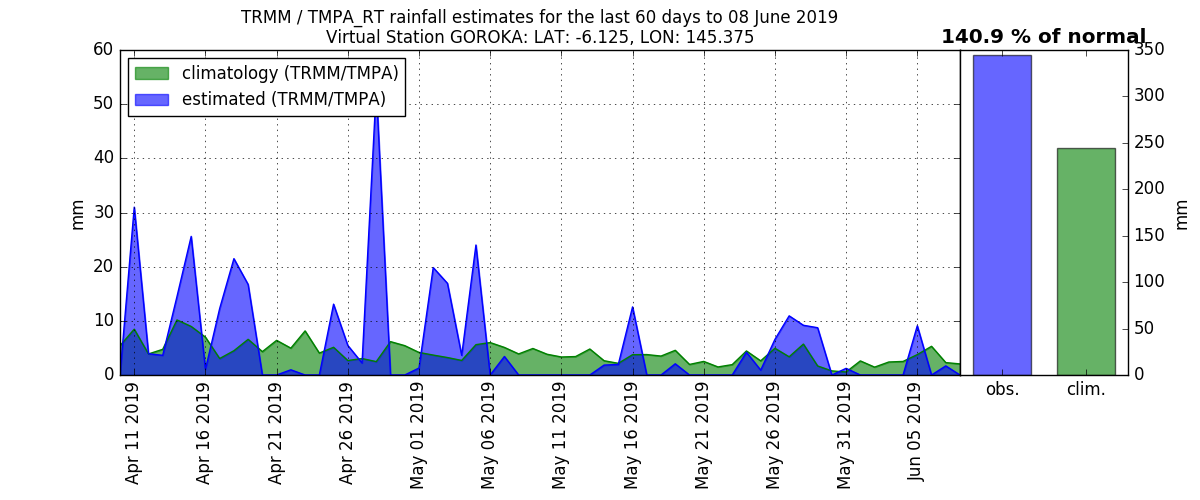 TRMM / TMPA_RT rainfall estimates for the last 60 days to 08 June 2019
Virtual Station GOROKA: LAT: -6.125, LON: 145.375
140.9 % of normal
climatology (TRMM/TMPA)
estimated (TRMM/TMPA)
60
50
40
30
20
10
0
mm
350
300
250
200
150
100
50
0
mm
Apr 11 2019
Apr 16 2019
Apr 21 2019
Apr 26 2019
May 01 2019
May 06 2019
May 11 2019
May 16 2019
May 21 2019
May 26 2019
May 31 2019
Jun 05 2019
obs.
clim.